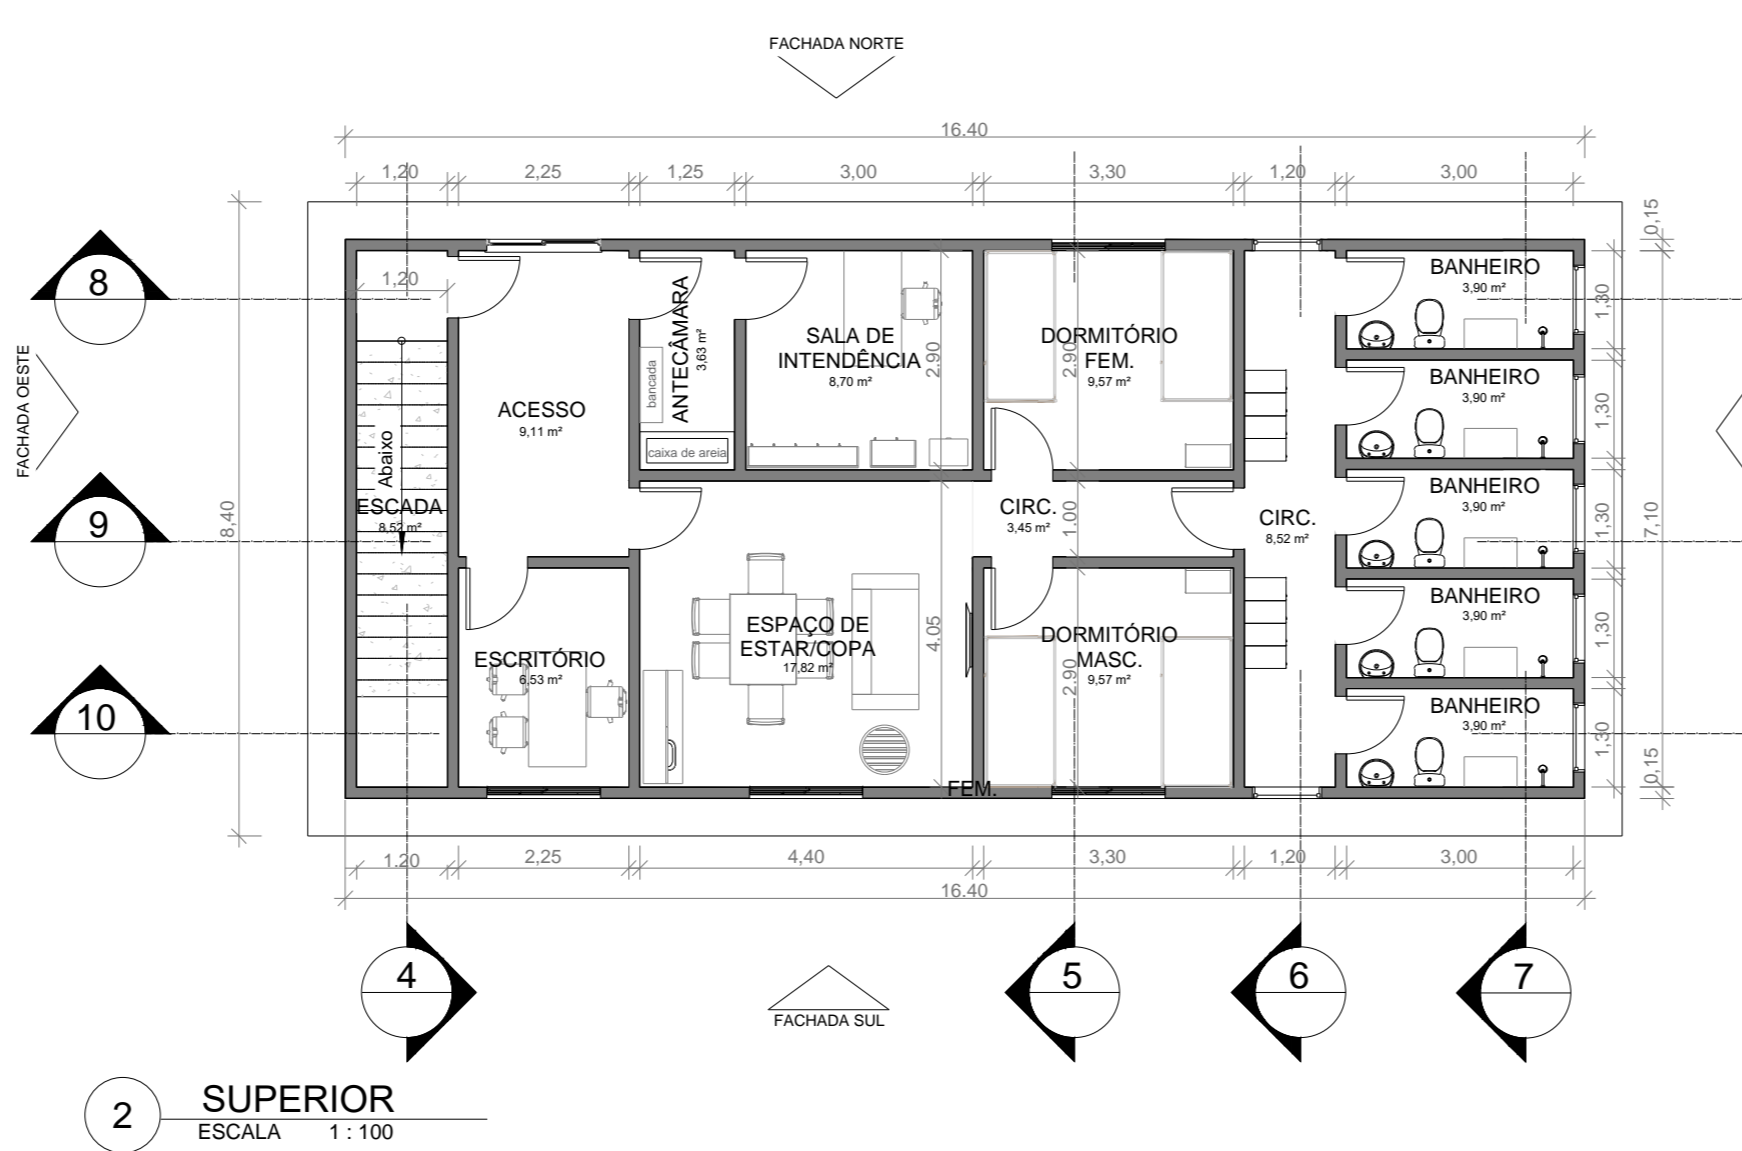 FACHADA NORTE
16.40
1,20
2,25
1,25
3,00
3,30
1,20
3,00
0,15
8
1,20
BANHEIRO
3,90 m²
1,30
ANTECÂMARA
3,63 m²
SALA DE
INTENDÊNCIA
8,70 m²
2.90
DORMITÓRIO
FEM.
9,57 m²
2.90
FACHADA OESTE
bancada
BANHEIRO
3,90 m²
1,30
ACESSO
9,11 m²
Abaixo
caixa de areia
9
ESCADA
8,52 m²
8,40
CIRC.
3,45 m²
1.00
CIRC.
8,52 m²
BANHEIRO
3,90 m²
1,30
7,10
BANHEIRO
3,90 m²
1,30
ESPAÇO DE
ESTAR/COPA
17,82 m²
4.05
DORMITÓRIO
MASC.
9,57 m²
2.90
ESCRITÓRIO
6,53 m²
10
BANHEIRO
3,90 m²
1,30
FEM.
0,15
1.20
2,25
4,40
3,30
1,20
3,00
16.40
4
5
6
7
FACHADA SUL
2
SUPERIOR
ESCALA 1 : 100